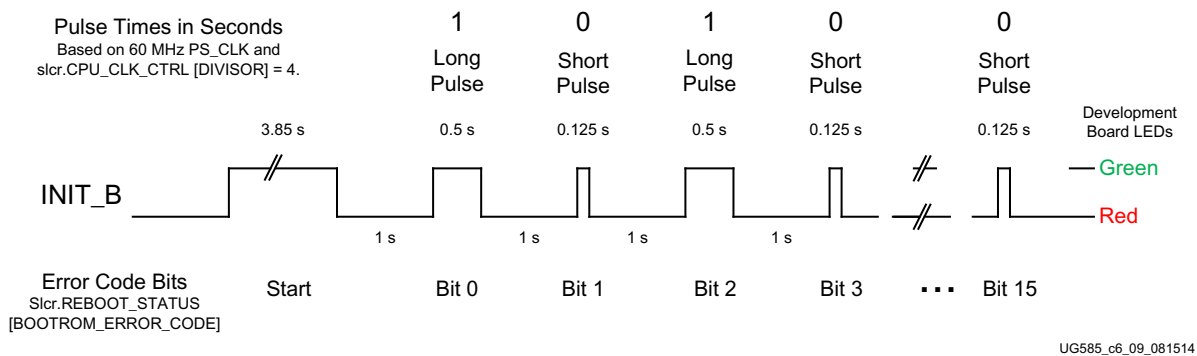 Pulse Times in Seconds
Based on 60 MHz PS_CLK and
slcr.CPU_CLK_CTRL [DIVISOR] = 4.
1 0 1 0 0
Long Pulse
Short Pulse
Long Pulse
Short Pulse
Short Pulse
Development
Board LEDs
3.85 s 0.5 s 0.125 s 0.5 s 0.125 s 0.125 s
Green
INIT_B
Red
1 s 1 s 1 s 1 s
Error Code Bits
Slcr.REBOOT_STATUS
[BOOTROM_ERROR_CODE]
Start Bit 0 Bit 1 Bit 2 Bit 3 ... Bit 15
UG585_c6_09_081514